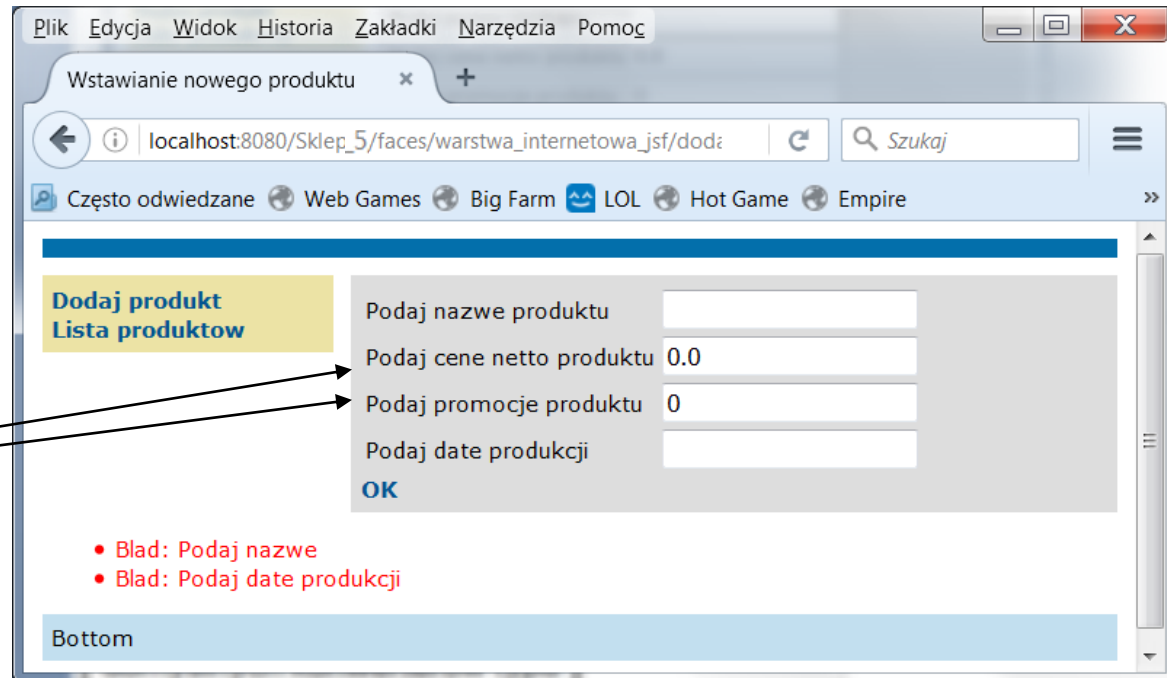 Plik Edycja Widok Historia Zakładki Narzędzia Pomoc
Wstawianie nowego produktu
localhost:8080/Sklep_5/faces/warstwa_internetowa_jsf/doda
Szukaj
Często odwiedzane Web Games Big Farm LOL Hot Game Empire
Dodaj produkt
Lista produktow
Podaj nazwe produktu
Podaj cene netto produktu 0.0
Podaj promocje produktu 0
Podaj date produkcji
OK
Blad: Podaj nazwe
Blad: Podaj date produkcji
Bottom